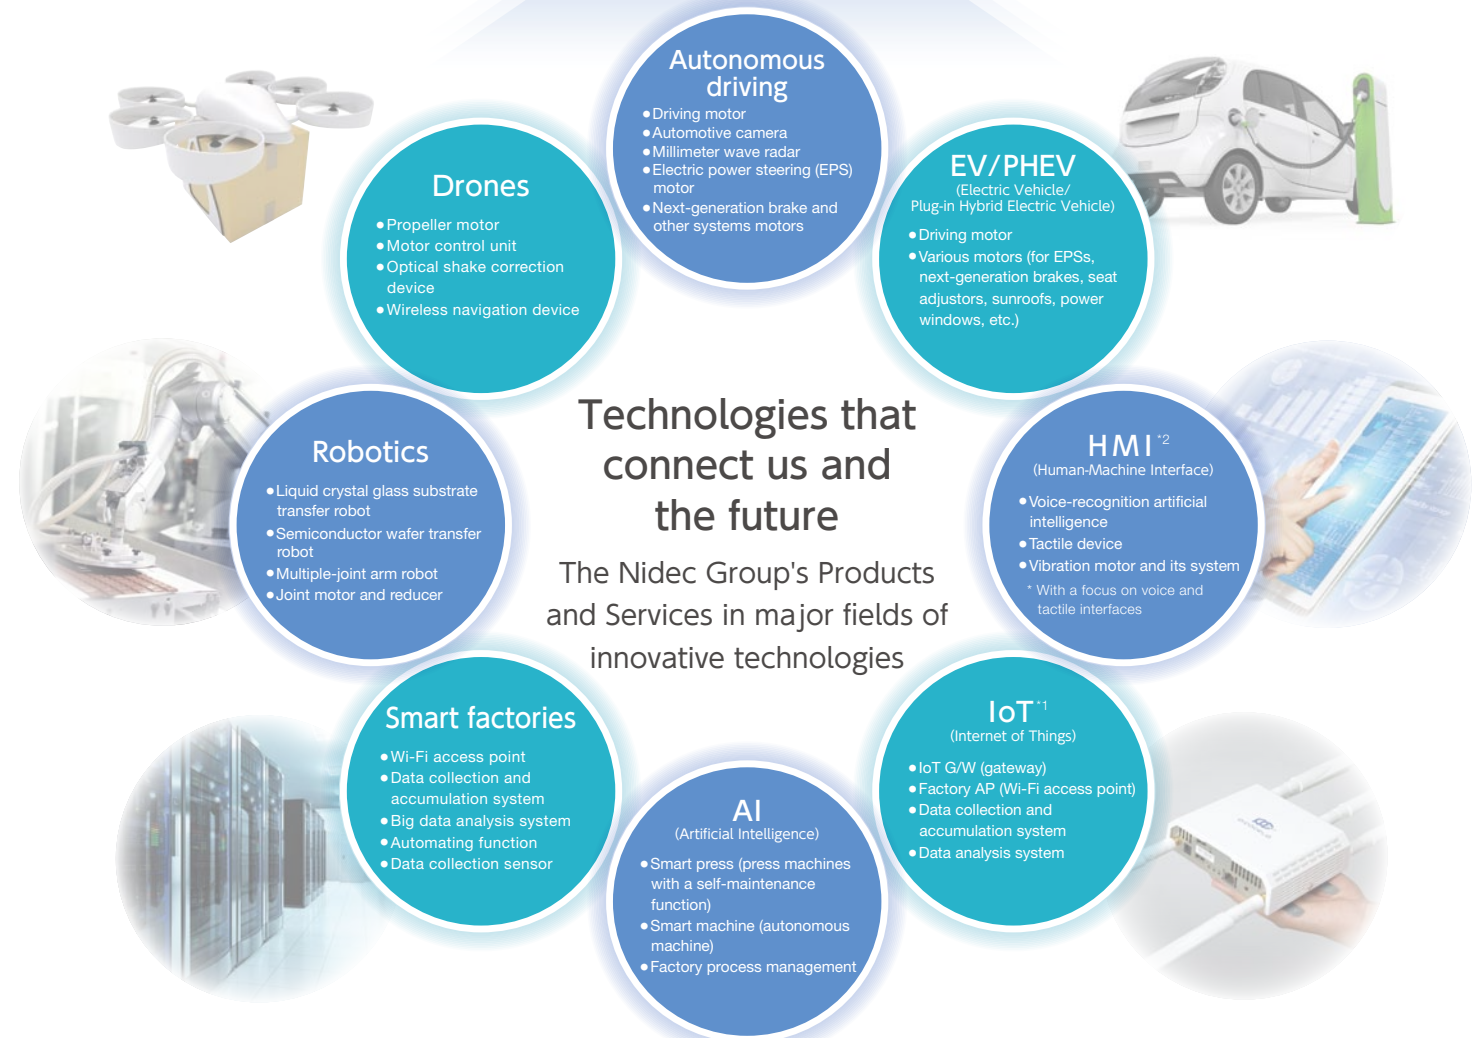 Autonomous
driving
●Driving motor
●Automotive camera
●Millimeter wave radar
●Electric power steering (EPS)
motor
●Next-generation brake and
other systems motors
EV/PHEV
(Electric Vehicle/
Plug-in Hybrid Electric Vehicle)
●Driving motor
●Various motors (for EPSs,
next-generation brakes, seat
adjustors, sunroofs, power
windows, etc.)
HMI*2
(Human-Machine Interface)
●Voice-recognition artificial
intelligence
●Tactile device
●Vibration motor and its system
* With a focus on voice and
tactile interfaces
IoT*1
(Internet of Things)
●IoT G/W (gateway)
●Factory AP (Wi-Fi access point)
●Data collection and
accumulation system
●Data analysis system
AI
(Artificial Intelligence)
●Smart press (press machines
with a self-maintenance
function)
●Smart machine (autonomous
machine)
●Factory process management
Smart factories
●Wi-Fi access point
●Data collection and
accumulation system
●Big data analysis system
●Automating function
●Data collection sensor
Robotics
●Liquid crystal glass substrate
transfer robot
●Semiconductor wafer transfer
robot
●Multiple-joint arm robot
●Joint motor and reducer
Drones
●Propeller motor
●Motor control unit
●Optical shake correction
device
●Wireless navigation device
Technologies that
connect us and
the future
The Nidec Group's Products
and Services in major fields of
innovative technologies